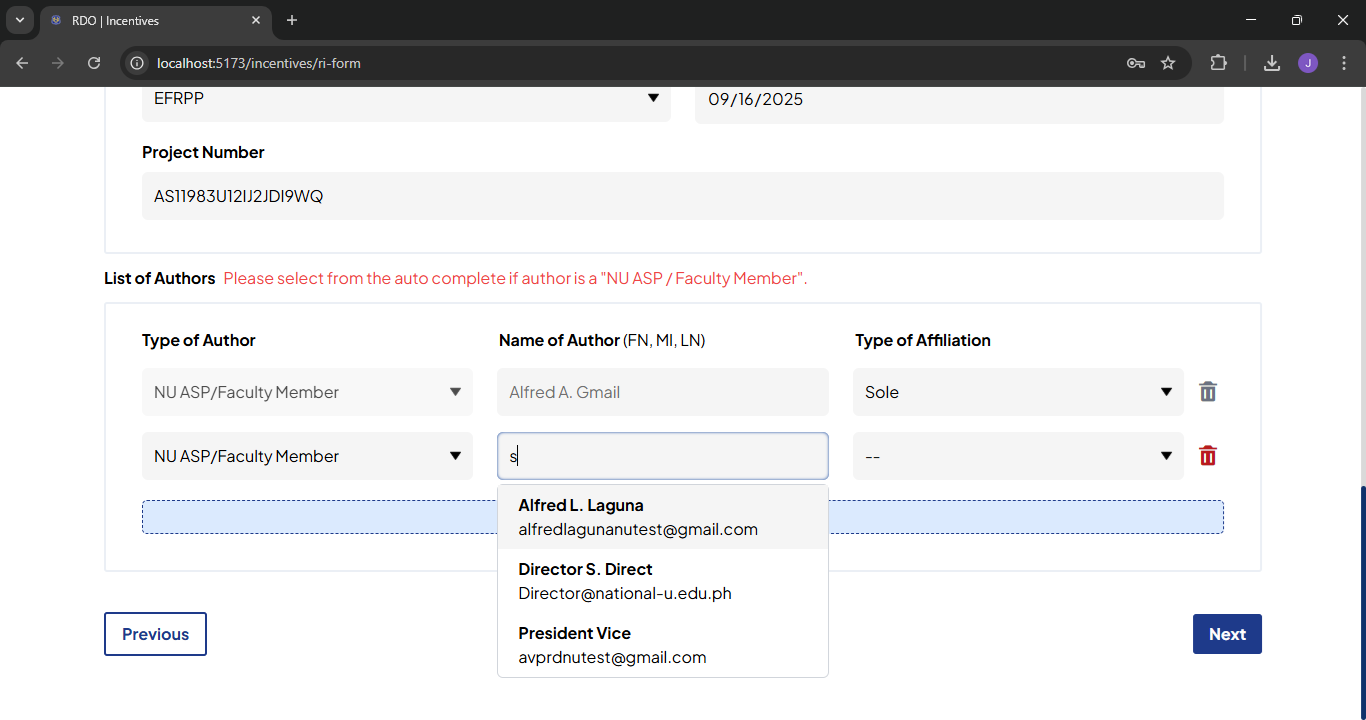 RDO | Incentives
localhost:5173/incentives/ri-form
J
EFRPP
09/16/2025
Project Number
AS11983U12IJ2JDI9WQ
List of Authors Please select from the auto complete if author is a "NU ASP / Faculty Member".
Type of Author
Name of Author (FN, MI, LN)
Type of Affiliation
NU ASP/Faculty Member
Alfred A. Gmail
Sole
NU ASP/Faculty Member
s
--
Alfred L. Laguna
alfredlagunanutest@gmail.com
Director S. Direct
Director@national-u.edu.ph
President Vice
avprdnutest@gmail.com
Previous
Next